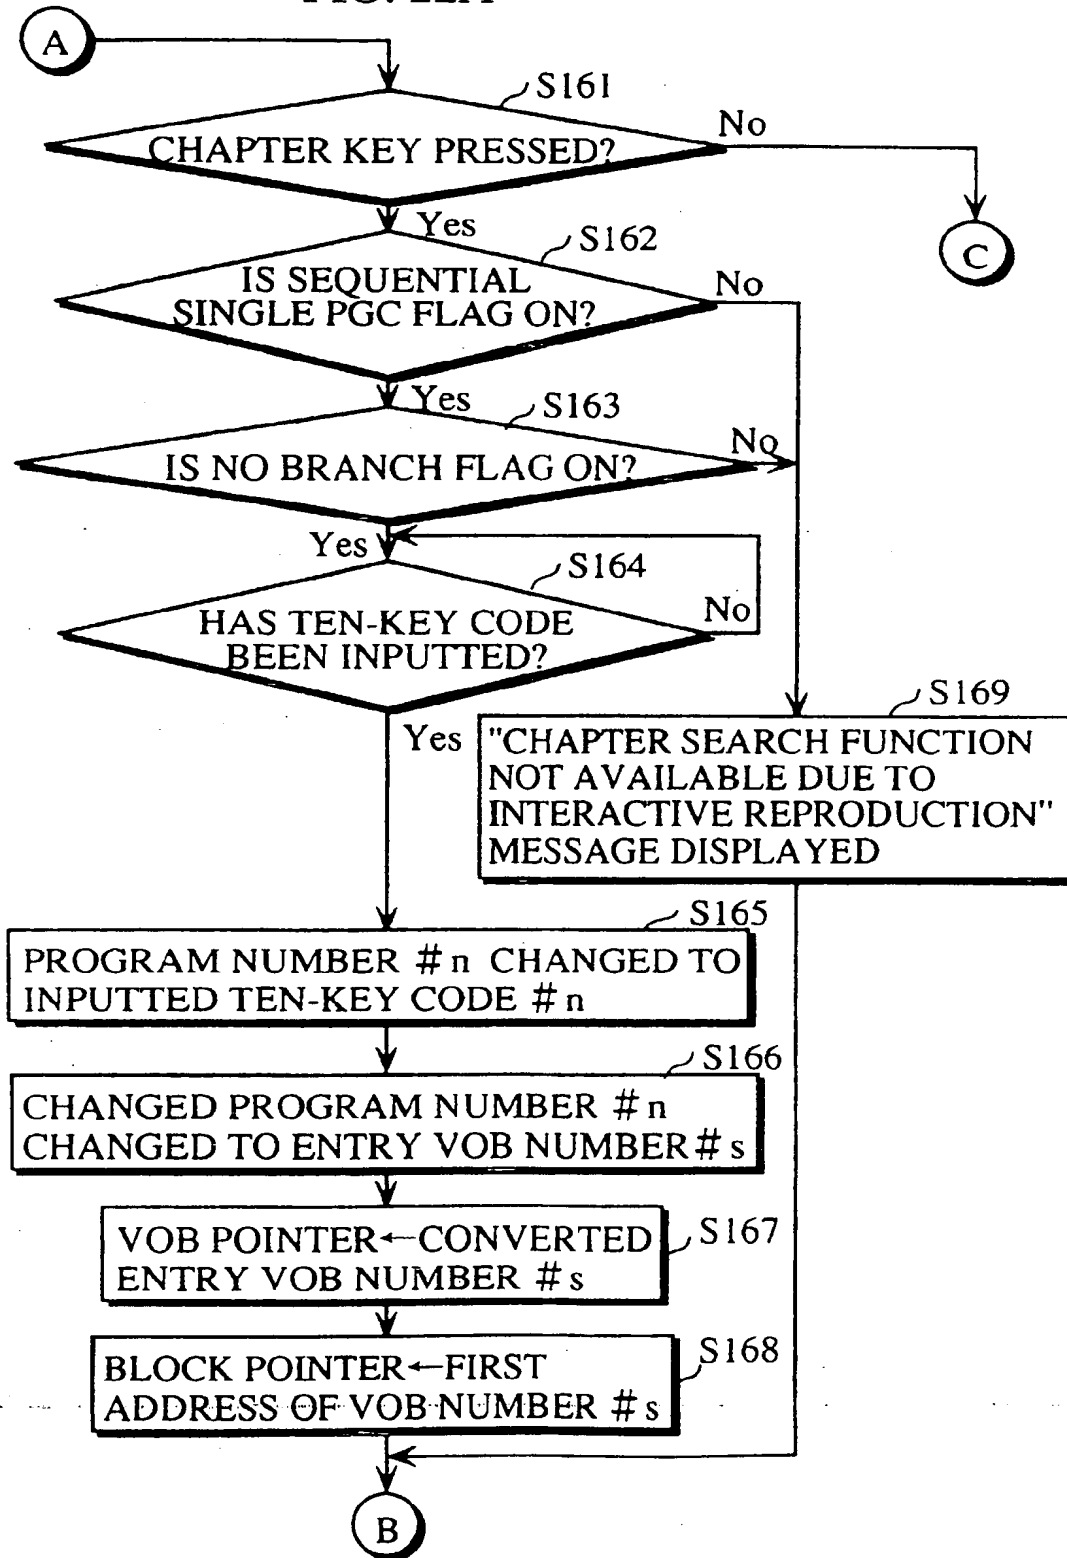 A
S161
CHAPTER KEY PRESSED?
No
Yes
C
S162
IS SEQUENTIAL
SINGLE PGC FLAG ON?
No
Yes
S163
IS NO BRANCH FLAG ON?
No
Yes
S164
HAS TEN-KEY CODE
BEEN INPUTTED?
No
Yes
S169
"CHAPTER SEARCH FUNCTION
NOT AVAILABLE DUE TO
INTERACTIVE REPRODUCTION"
MESSAGE DISPLAYED
S165
PROGRAM NUMBER #n CHANGED TO
INPUTTED TEN-KEY CODE #n
S166
CHANGED PROGRAM NUMBER #n
CHANGED TO ENTRY VOB NUMBER #s
S167
VOB POINTER←CONVERTED
ENTRY VOB NUMBER #s
S168
BLOCK POINTER←FIRST
ADDRESS OF VOB NUMBER #s
B